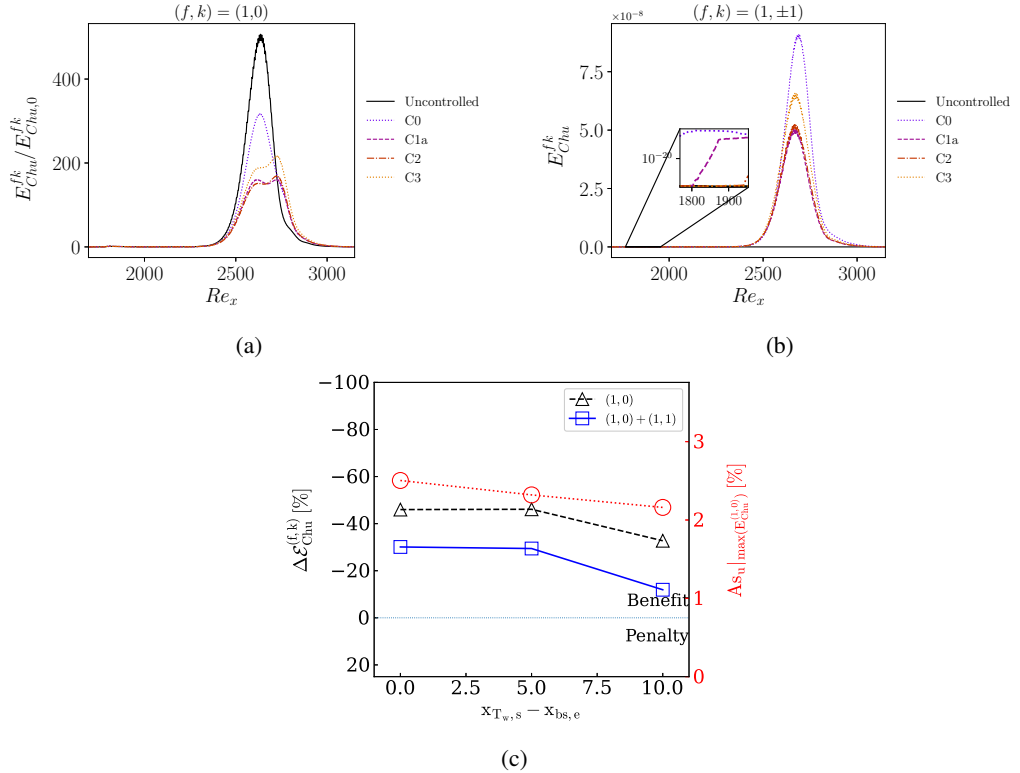 (f, k) = (1,0)
E^{fk}_{Chu}/E^{fk}_{Chu,0}
400
200
0
2000
2500
3000
Re_x
Uncontrolled
C0
C1a
C2
C3
(a)
×10⁻⁸
(f, k) = (1, ±1)
E^{fk}_{Chu}
7.5
5.0
2.5
0.0
10⁻²⁰
1800
1900
2000
2500
3000
Re_x
Uncontrolled
C0
C1a
C2
C3
(b)
Δℰ^{(f,k)}_{Chu} [%]
−100
−80
−60
−40
−20
0
20
(1, 0)
(1, 0) + (1, 1)
Benefit
Penalty
3
2
1
0
As_u|_{max(E^{(1,0)}_{Chu})} [%]
0.0
2.5
5.0
7.5
10.0
x_{T_w,s} − x_{bs,e}
(c)